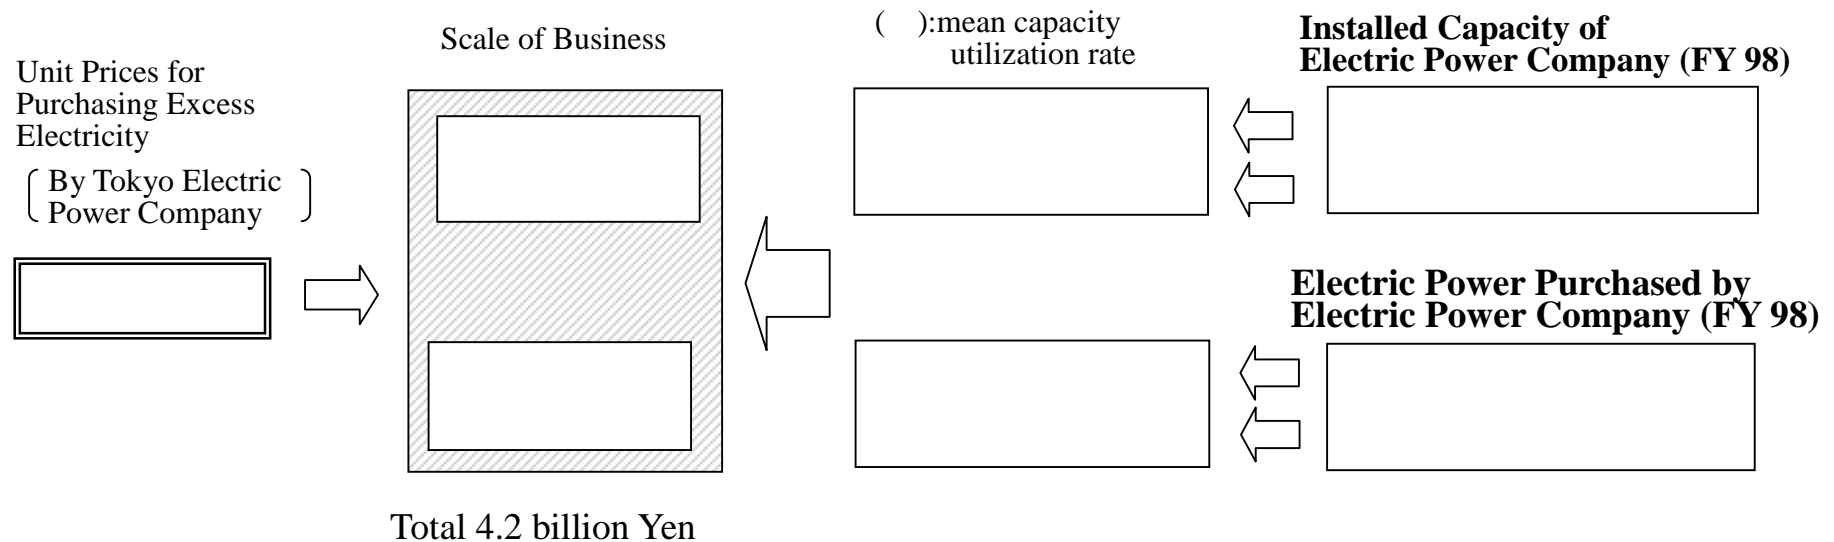 Unit Prices for
Purchasing Excess
Electricity
By Tokyo Electric
Power Company
Scale of Business
Total 4.2 billion Yen
(    ):mean capacity
utilization rate
Installed Capacity of
Electric Power Company (FY 98)
Electric Power Purchased by
Electric Power Company (FY 98)